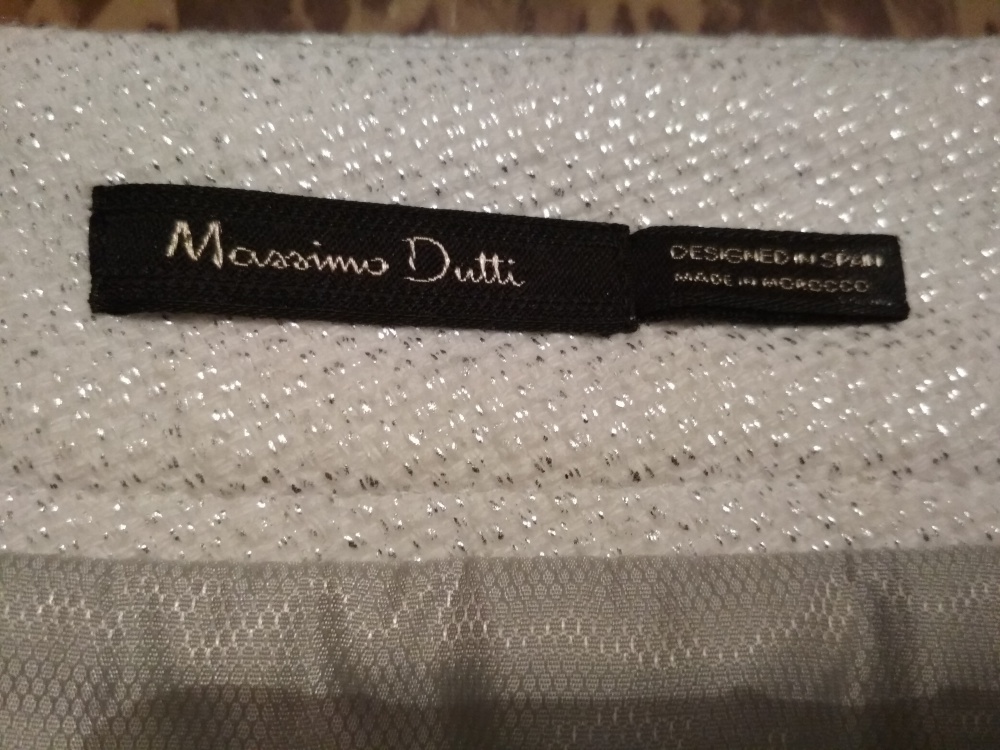 Massimo Dutti
DESIGNED IN SPAIN
MADE IN MOROCCO